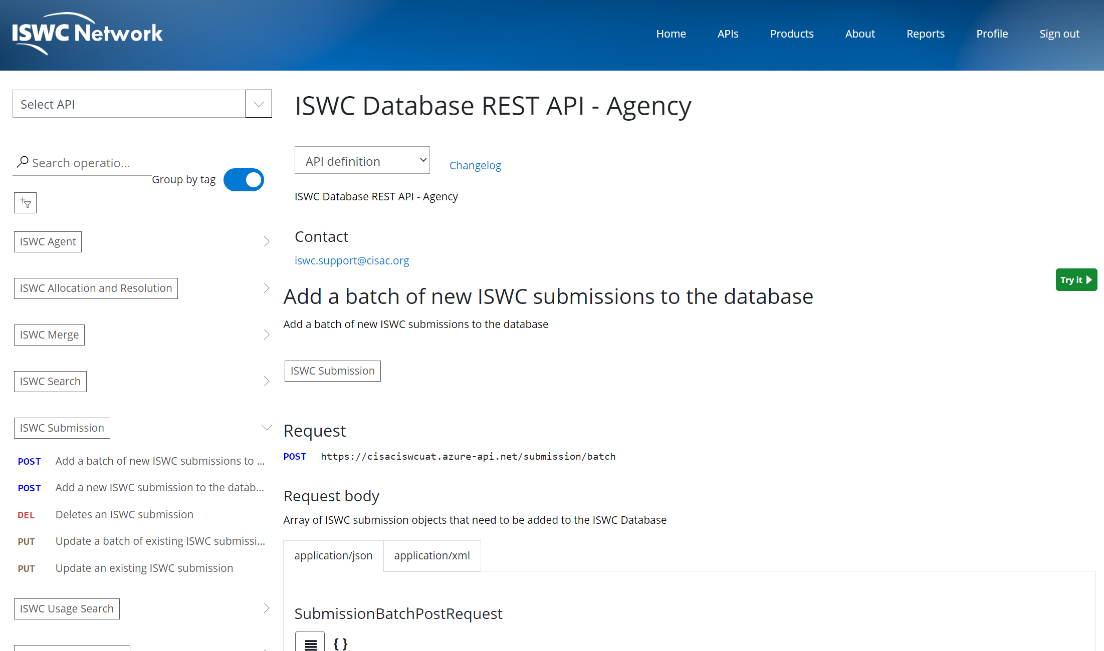 ISWC Network
Home APIs Products About Reports Profile Sign out
Select API
Search operatio...
Group by tag
ISWC Agent
ISWC Allocation and Resolution
ISWC Merge
ISWC Search
ISWC Submission
POST Add a batch of new ISWC submissions to ...
POST Add a new ISWC submission to the datab...
DEL Deletes an ISWC submission
PUT Update a batch of existing ISWC submissi...
PUT Update an existing ISWC submission
ISWC Usage Search
ISWC Database REST API - Agency
API definition
Changelog
ISWC Database REST API - Agency
Contact
iswc.support@cisac.org
Add a batch of new ISWC submissions to the database
Try it
Add a batch of new ISWC submissions to the database
ISWC Submission
Request
POST https://cisaciswcuat.azure-api.net/submission/batch
Request body
Array of ISWC submission objects that need to be added to the ISWC Database
application/json application/xml
SubmissionBatchPostRequest
{ }